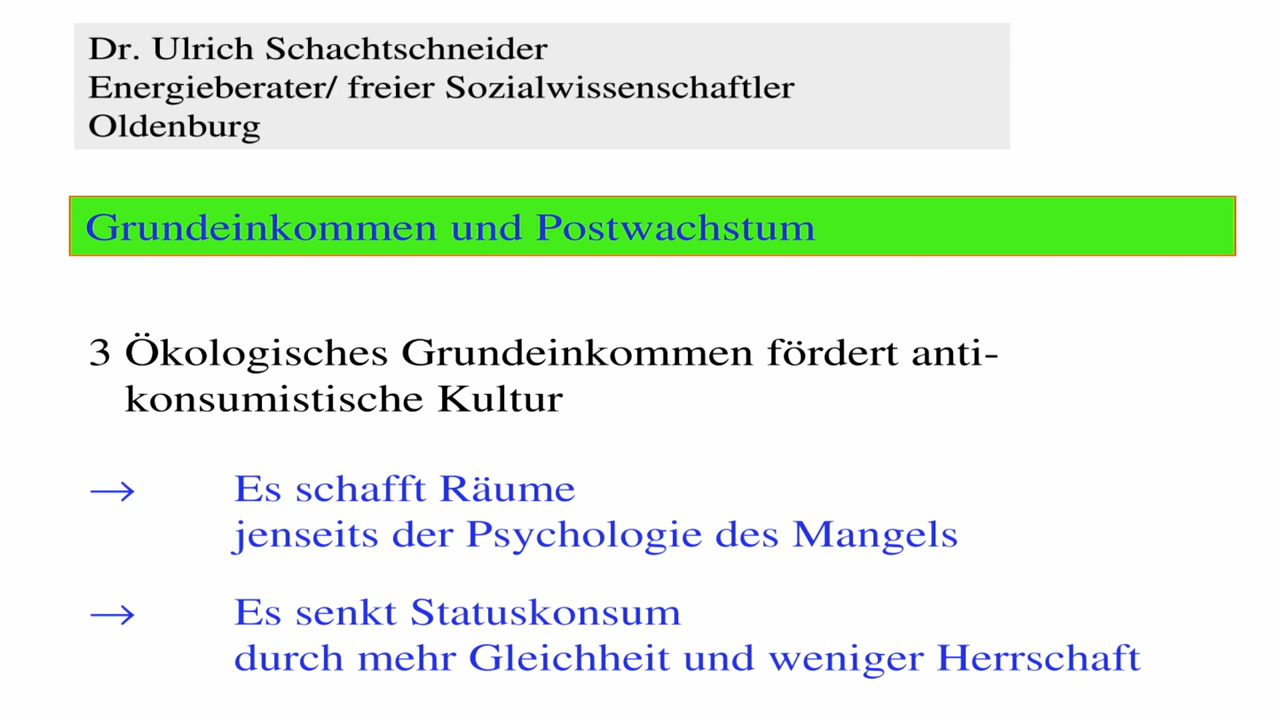 Dr. Ulrich Schachtschneider
Energieberater/ freier Sozialwissenschaftler
Oldenburg
Grundeinkommen und Postwachstum
3 Ökologisches Grundeinkommen fördert anti-
konsumistische Kultur
→ Es schafft Räume
jenseits der Psychologie des Mangels
→ Es senkt Statuskonsum
durch mehr Gleichheit und weniger Herrschaft